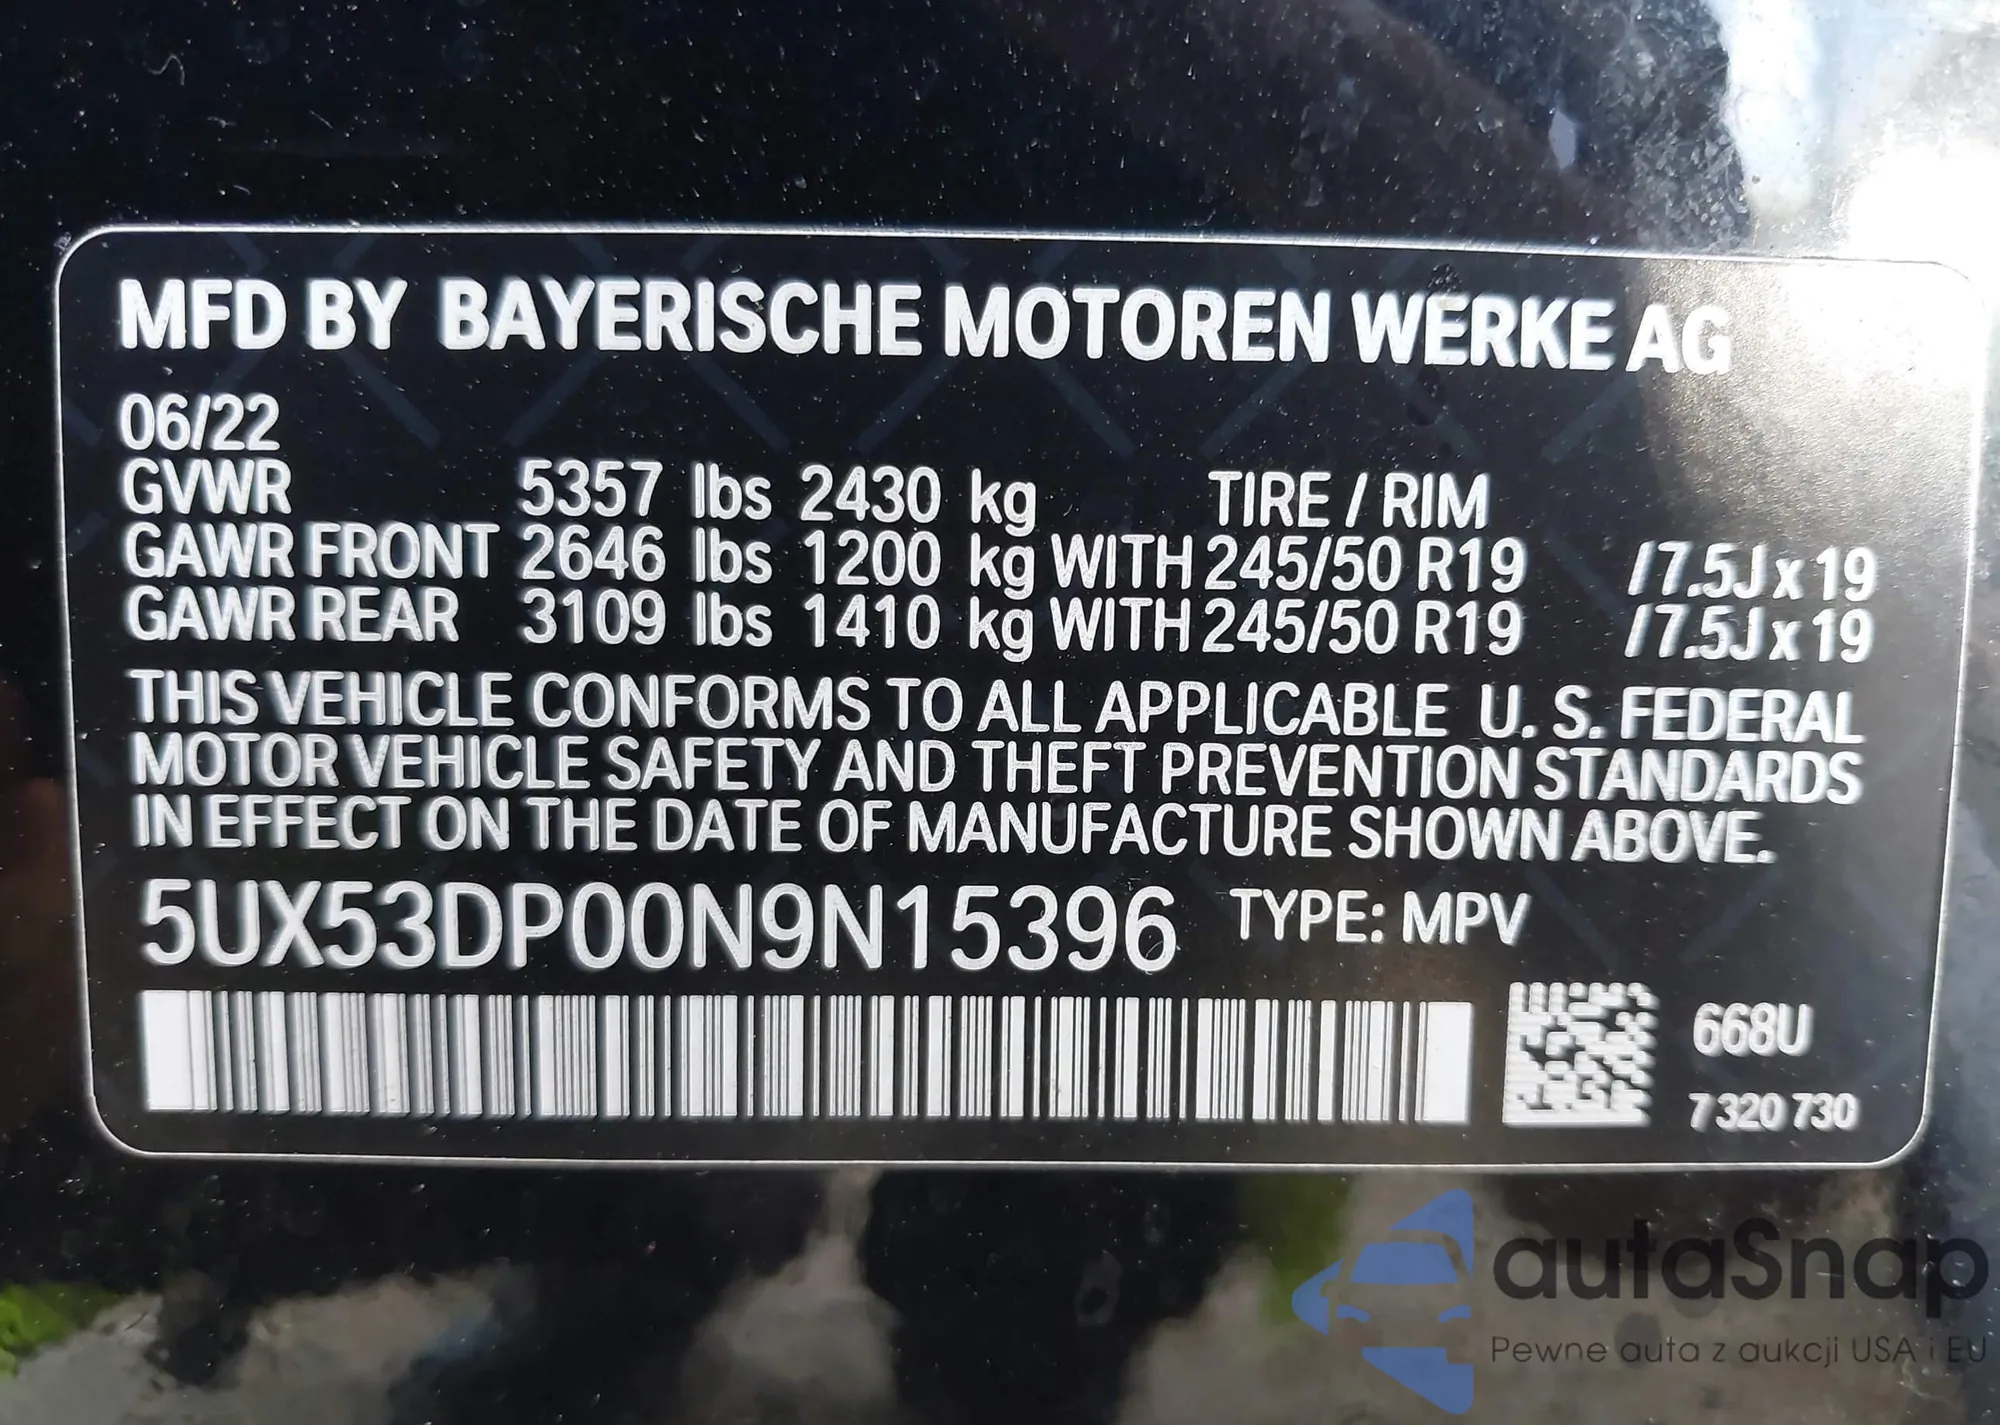 MFD BY BAYERISCHE MOTOREN WERKE AG
06/22
GVWR 5357 lbs 2430 kg TIRE / RIM
GAWR FRONT 2646 lbs 1200 kg WITH 245/50 R19 /7.5J x 19
GAWR REAR 3109 lbs 1410 kg WITH 245/50 R19 /7.5J x 19
THIS VEHICLE CONFORMS TO ALL APPLICABLE U. S. FEDERAL
MOTOR VEHICLE SAFETY AND THEFT PREVENTION STANDARDS
IN EFFECT ON THE DATE OF MANUFACTURE SHOWN ABOVE.
5UX53DP00N9N15396 TYPE: MPV
668U
7 320 730
autaSnap
Pewne auta z aukcji USA i EU